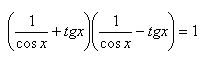 (1/cos x + tgx)(1/cos x - tgx) = 1